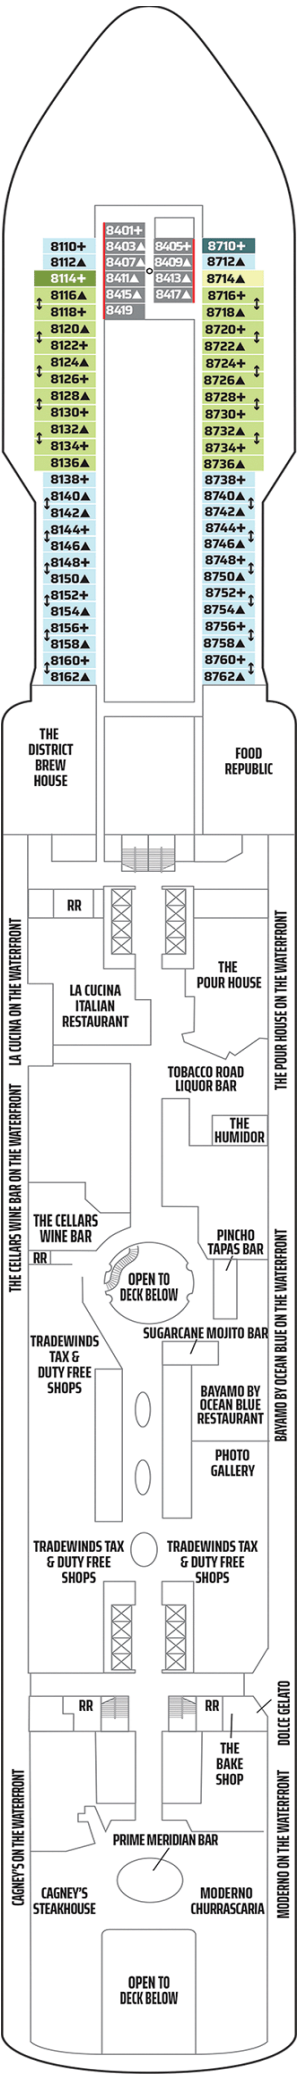 8401+
8110+ 8403▲ 8405+ 8710+
8112▲ 8407▲ 8409▲ 8712▲
8114+ 8411▲ 8413▲ 8714▲
8116▲ 8415▲ 8417▲ 8716+
8118+ 8419 8718▲
8120▲ 8720+
8122+ 8722▲
8124▲ 8724+
8126+ 8726▲
8128▲ 8728+
8130+ 8730+
8132▲ 8732▲
8134+ 8734+
8136▲ 8736▲
8138+ 8738+
8140▲ 8740▲
8142▲ 8742▲
8144+ 8744+
8146▲ 8746▲
8148+ 8748+
8150▲ 8750▲
8152+ 8752+
8154▲ 8754▲
8156+ 8756+
8158▲ 8758▲
8160+ 8760+
8162▲ 8762▲
THE
DISTRICT
BREW
HOUSE
FOOD
REPUBLIC
RR
LA CUCINA ON THE WATERFRONT
LA CUCINA
ITALIAN
RESTAURANT
THE
POUR HOUSE
THE POUR HOUSE ON THE WATERFRONT
TOBACCO ROAD
LIQUOR BAR
THE
HUMIDOR
THE CELLARS WINE BAR ON THE WATERFRONT
THE CELLARS
WINE BAR
RR
PINCHO
TAPAS BAR
OPEN TO
DECK BELOW
BAYAMO BY OCEAN BLUE ON THE WATERFRONT
SUGARCANE MOJITO BAR
TRADEWINDS
TAX &
DUTY FREE
SHOPS
BAYAMO BY
OCEAN BLUE
RESTAURANT
PHOTO
GALLERY
TRADEWINDS TAX
& DUTY FREE
SHOPS
TRADEWINDS TAX
& DUTY FREE
SHOPS
RR
RR
DOLCE GELATO
THE
BAKE
SHOP
CAGNEY'S ON THE WATERFRONT
MODERNO ON THE WATERFRONT
PRIME MERIDIAN BAR
CAGNEY'S
STEAKHOUSE
MODERNO
CHURRASCARIA
OPEN TO
DECK BELOW